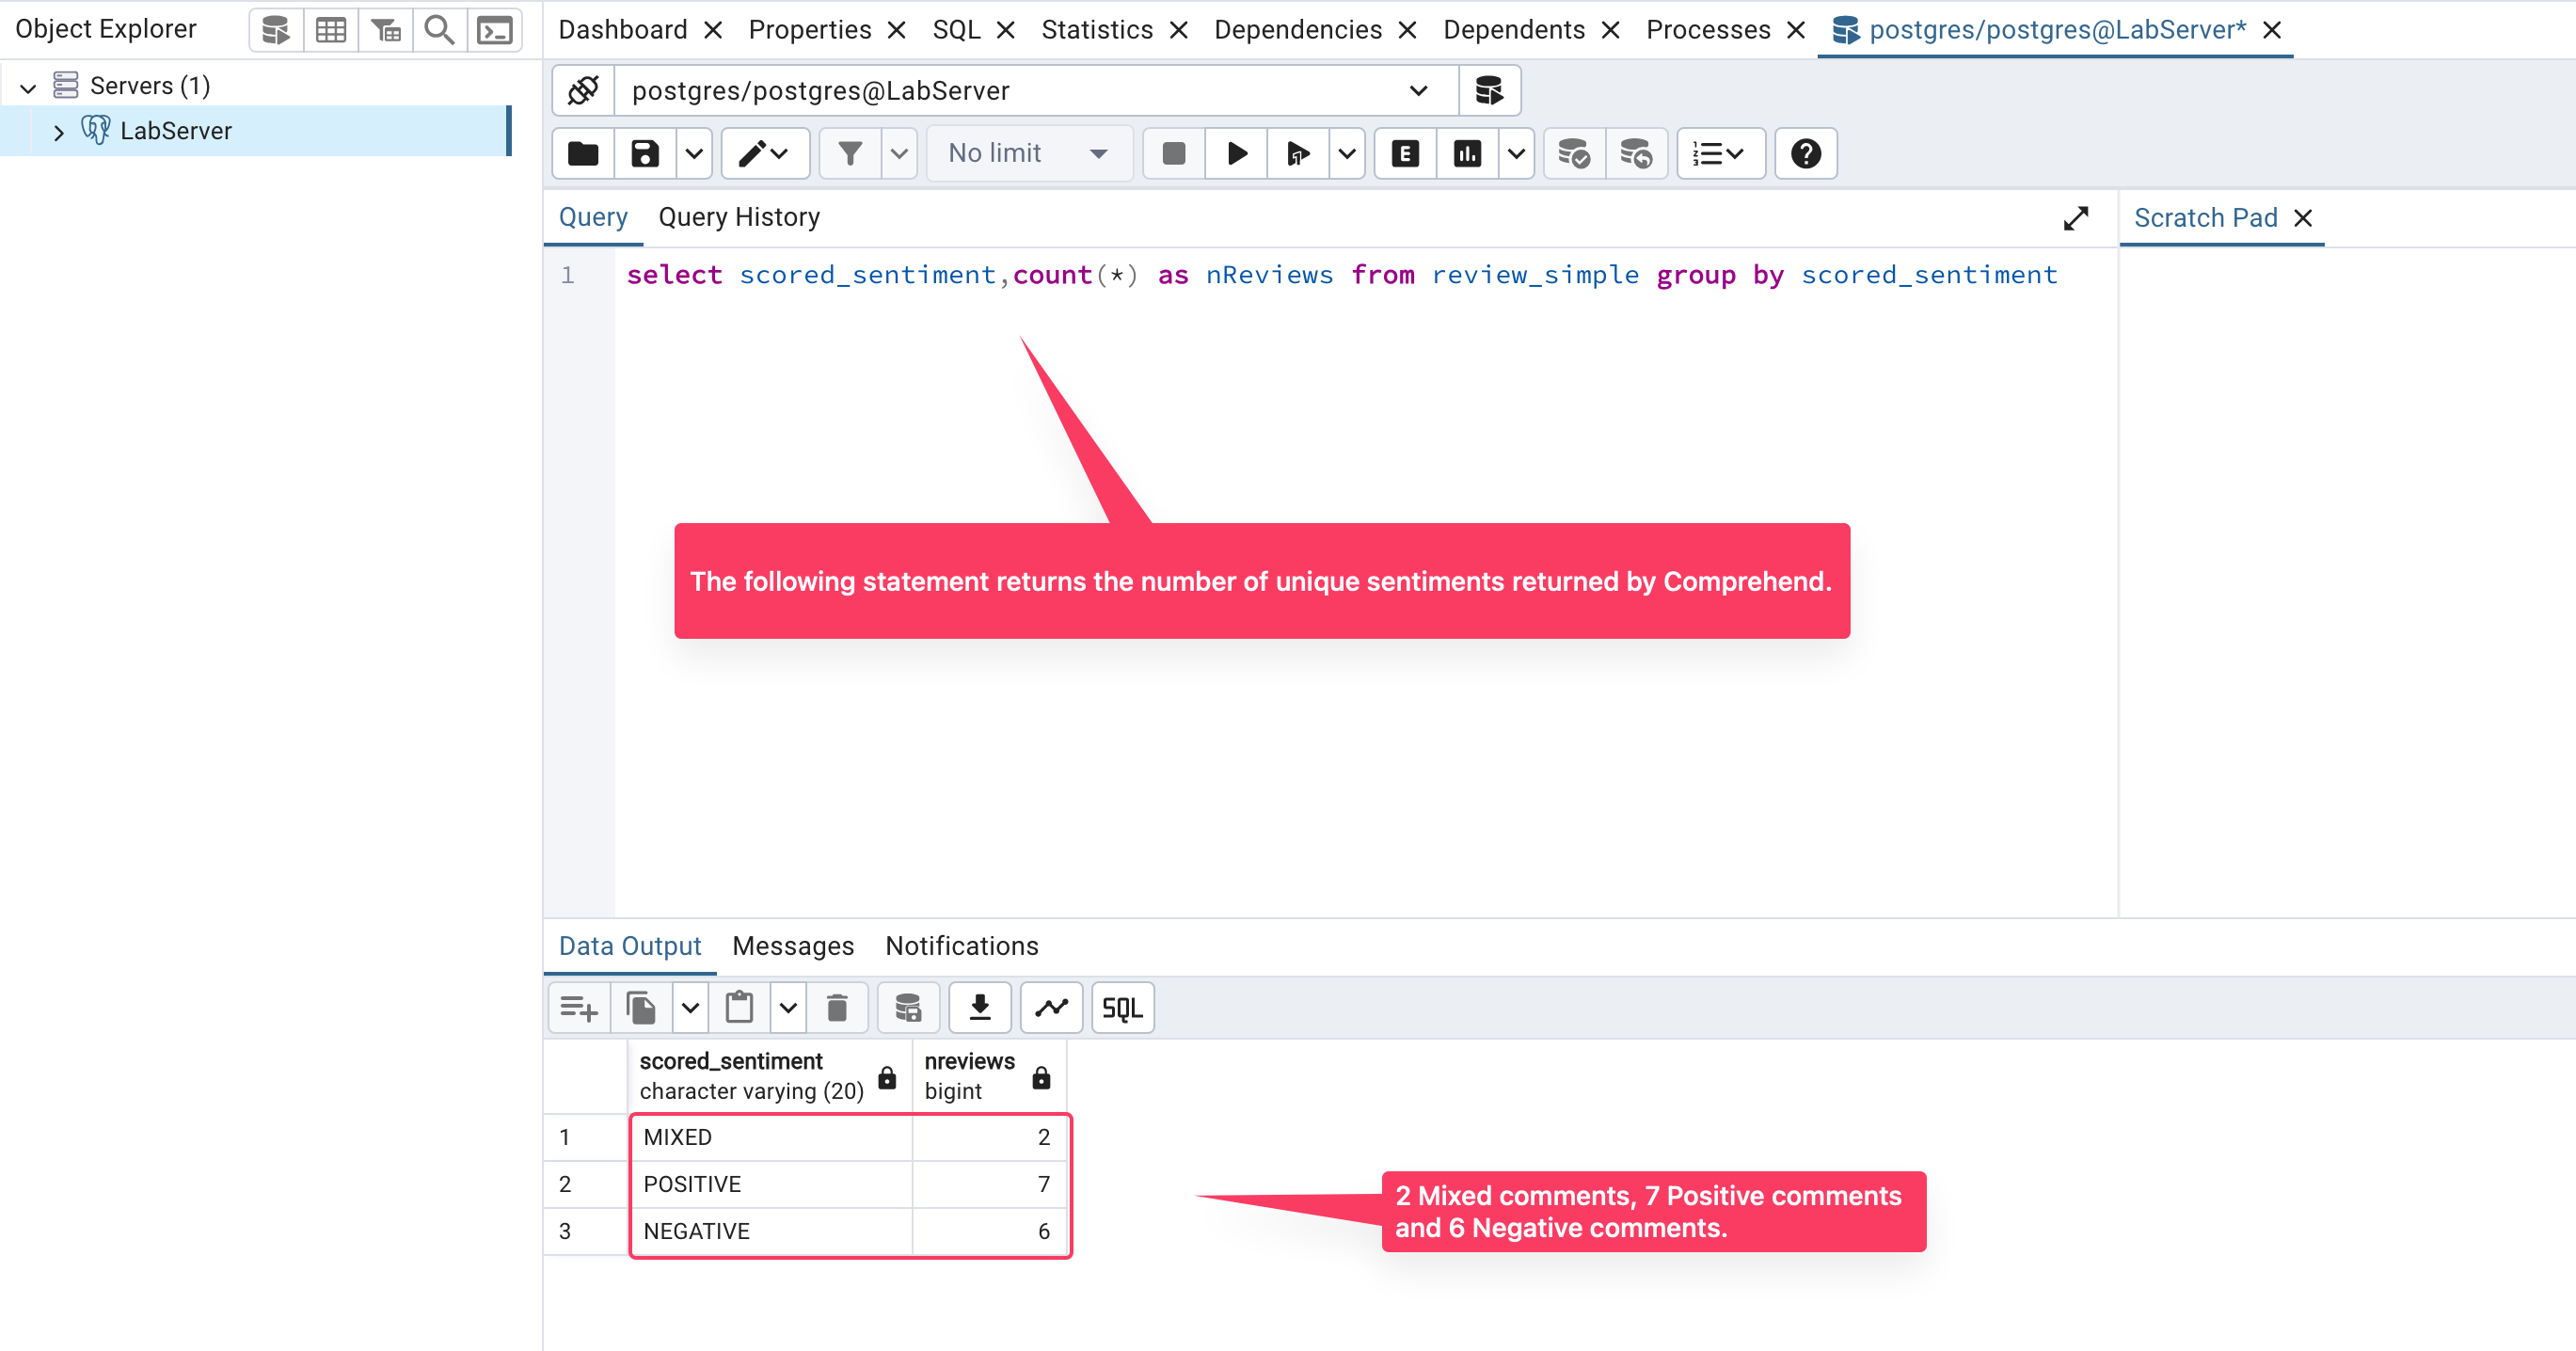 Object Explorer
Servers (1)
LabServer
Dashboard
Properties
SQL
Statistics
Dependencies
Dependents
Processes
postgres/postgres@LabServer*
postgres/postgres@LabServer
No limit
E
Query
Query History
Scratch Pad
1 select scored_sentiment,count(*) as nReviews from review_simple group by scored_sentiment
The following statement returns the number of unique sentiments returned by Comprehend.
Data Output
Messages
Notifications
SQL
scored_sentiment
character varying (20)
nreviews
bigint
1 MIXED 2
2 POSITIVE 7
3 NEGATIVE 6
2 Mixed comments, 7 Positive comments
and 6 Negative comments.